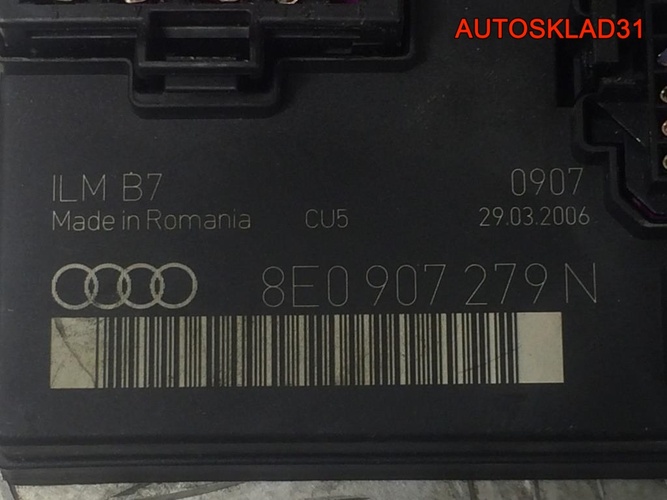 AUTOSKLAD31
ILM B7
0907
Made in Romania
CU5
29.03.2006
8E0 907 279 N